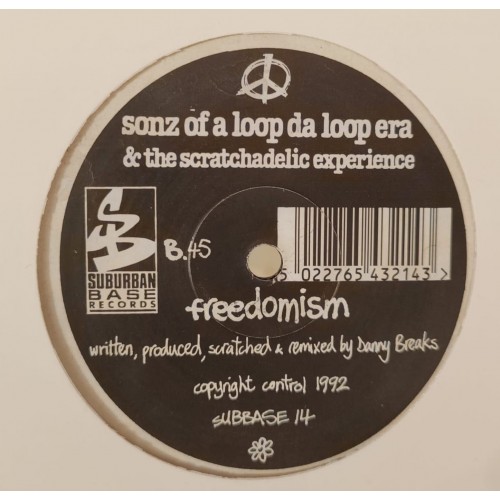 sonz of a loop da loop era
& the scratchadelic experience
SB
SUBURBAN
BASE
RECORDS
B.45
5 022765 432143 >
freedomism
written, produced, scratched & remixed by Danny Breaks
copyright control 1992
SUBBASE 14